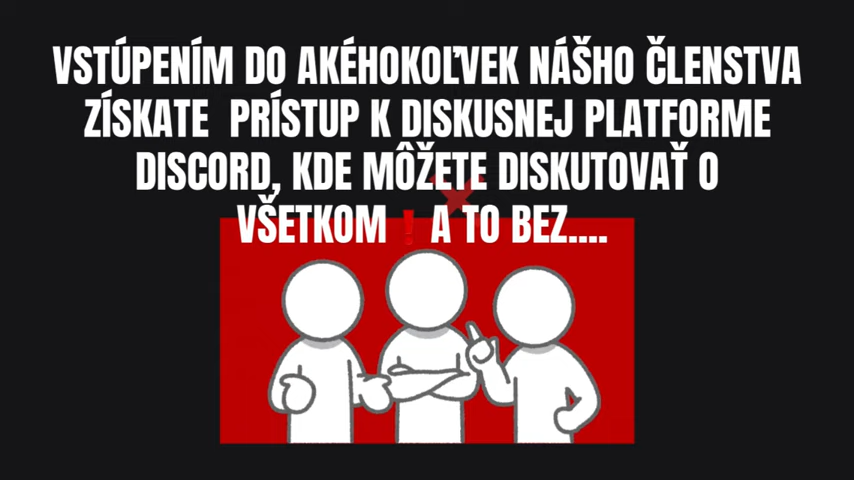 VSTÚPENÍM DO AKÉHOKOĽVEK NÁŠHO ČLENSTVA
ZÍSKATE PRÍSTUP K DISKUSNEJ PLATFORME
DISCORD, KDE MÔŽETE DISKUTOVAŤ O
VŠETKOM❗A TO BEZ....